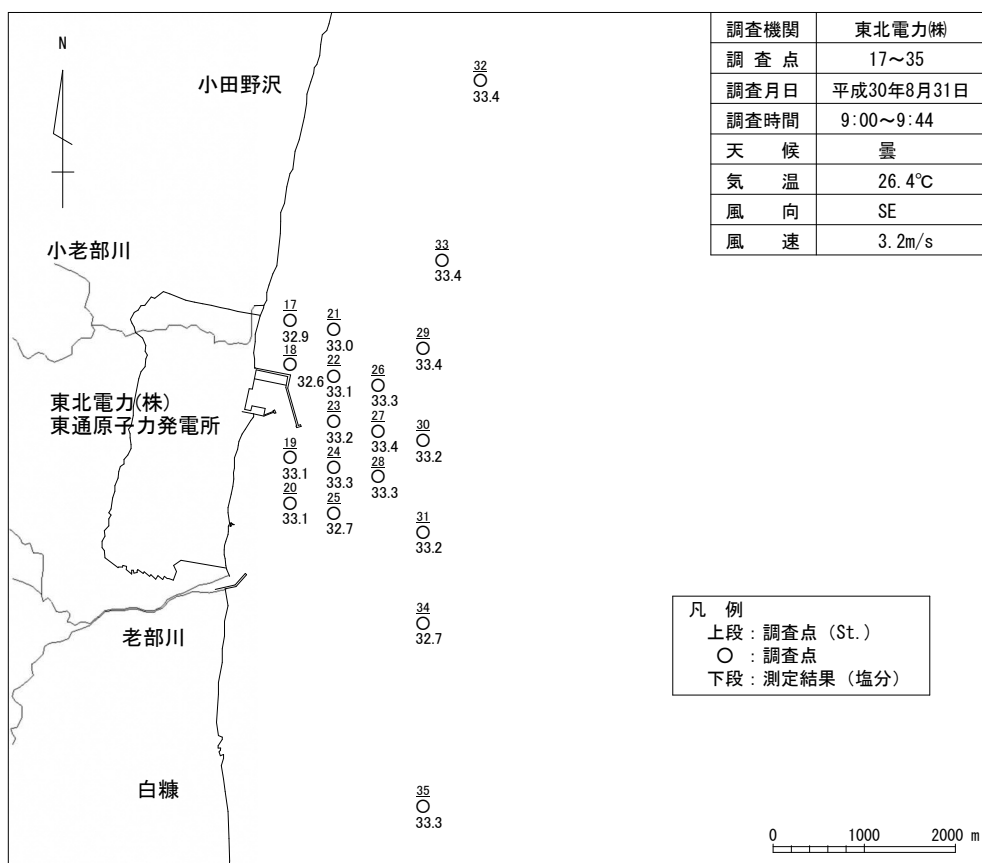 調査機関 東北電力㈱
調査点 17～35
調査月日 平成30年8月31日
調査時間 9:00～9:44
天候 曇
気温 26.4℃
風向 SE
風速 3.2m/s
N
小田野沢
32
33.4
小老部川
33
33.4
17
32.9
21
33.0
18
32.6
22
33.1
29
33.4
26
33.3
東北電力(株)
東通原子力発電所
23
33.2
27
33.4
30
33.2
19
33.1
24
33.3
28
33.3
20
33.1
25
32.7
31
33.2
34
32.7
老部川
凡 例
上段：調査点（St.）
○：調査点
下段：測定結果（塩分）
白糠
35
33.3
0 1000 2000 m